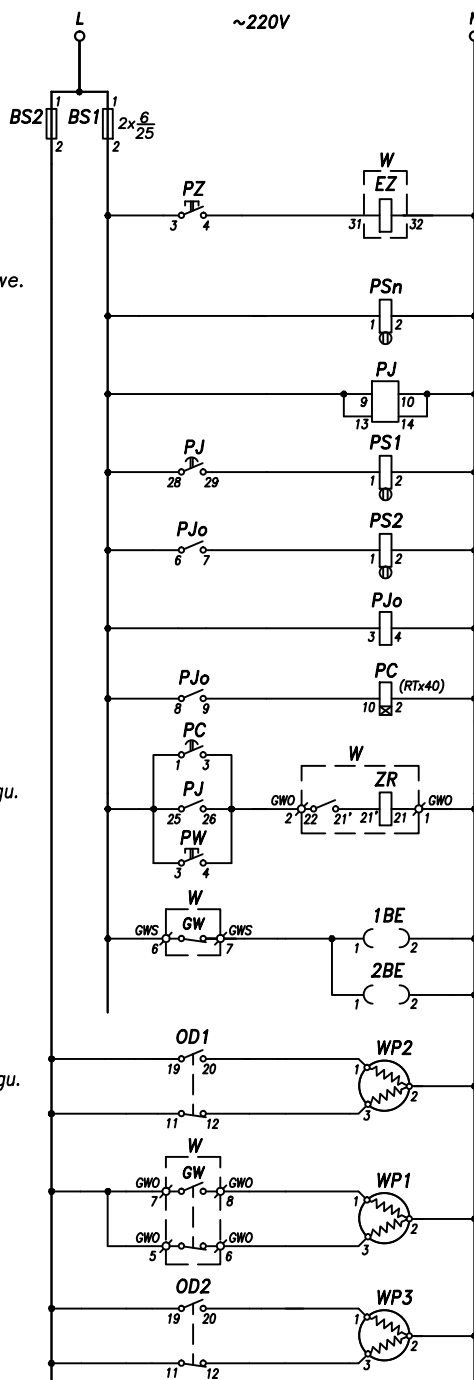 L ~220V
1 1
BS2 BS1 2x 6/25
2 2
W
PZ EZ
3 4 31 32
we.
PSn
1 2
PJ
9 10
13 14
PJ PS1
28 29 1 2
PJo PS2
6 7 1 2
PJo
3 4
PJo PC (RTx40)
8 9 10 2
PC
1 3
W
PJ ZR
gu.
25 26 GWO GWO
2 22 21' 21' 21 1
PW
3 4
W
GWS GW GWS 1BE
6 7 1 2
2BE
1 2
OD1 WP2
19 20 1
gu.
2
11 12 3
W
GW WP1
GWO GWO
7 8 1
2
GWO GWO
5 6 3
OD2 WP3
19 20 1
2
11 12 3